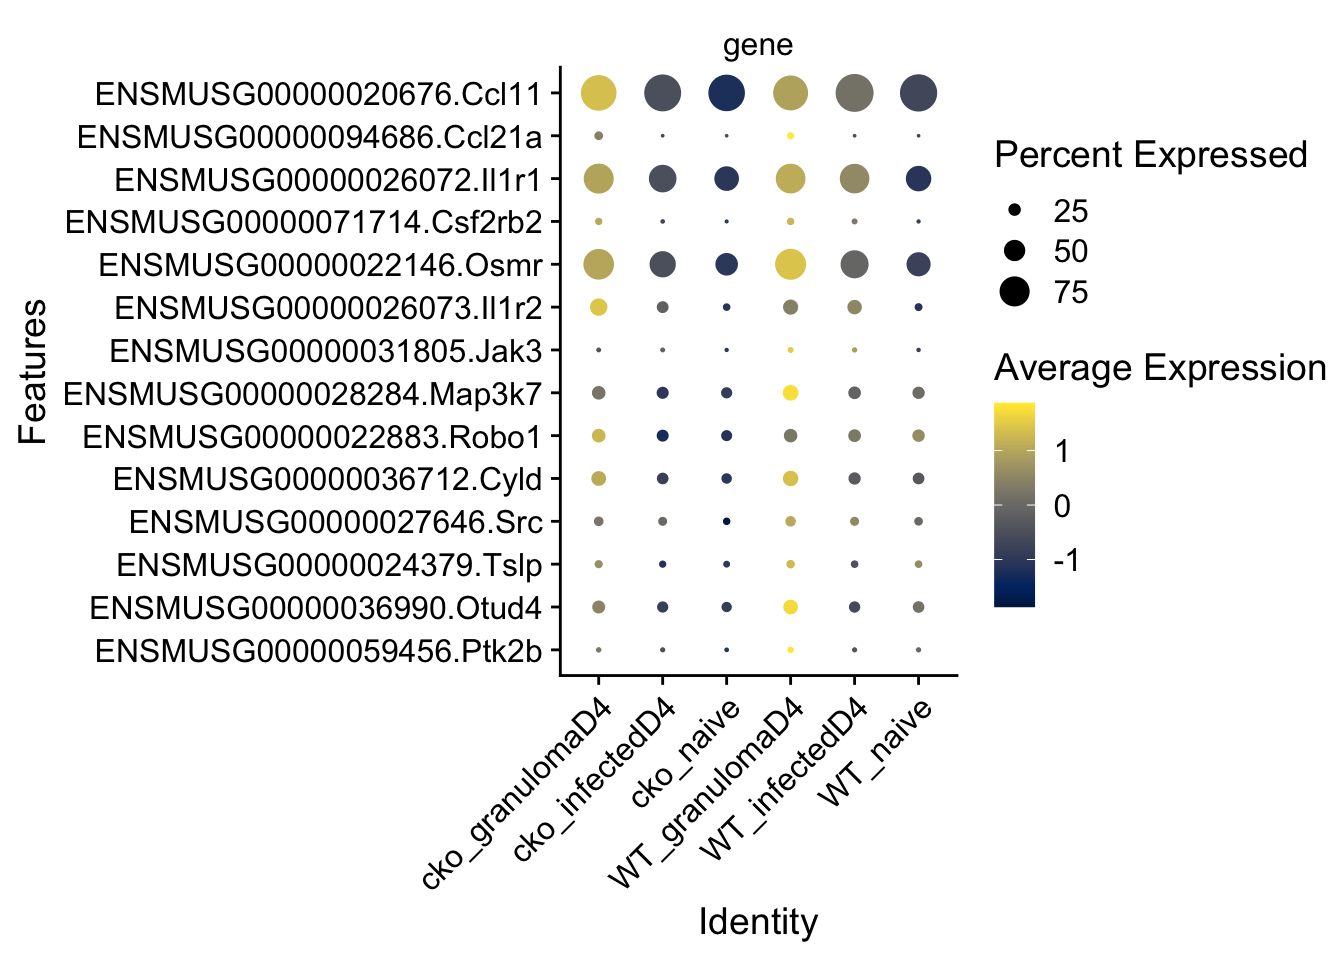 gene
ENSMUSG00000020676.Ccl11
ENSMUSG00000094686.Ccl21a
ENSMUSG00000026072.Il1r1
ENSMUSG00000071714.Csf2rb2
ENSMUSG00000022146.Osmr
ENSMUSG00000026073.Il1r2
ENSMUSG00000031805.Jak3
ENSMUSG00000028284.Map3k7
ENSMUSG00000022883.Robo1
ENSMUSG00000036712.Cyld
ENSMUSG00000027646.Src
ENSMUSG00000024379.Tslp
ENSMUSG00000036990.Otud4
ENSMUSG00000059456.Ptk2b
Features
cko_granulomaD4
cko_infectedD4
cko_naive
WT_granulomaD4
WT_infectedD4
WT_naive
Identity
Percent Expressed
25
50
75
Average Expression
1
0
-1